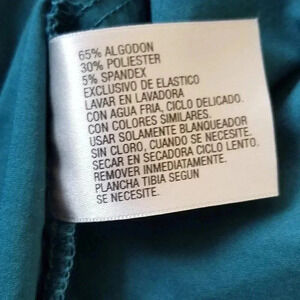 65% ALGODON
30% POLIESTER
5% SPANDEX
EXCLUSIVO DE ELASTICO
LAVAR EN LAVADORA
CON AGUA FRIA, CICLO DELICADO.
CON COLORES SIMILARES.
USAR SOLAMENTE BLANQUEADOR
SIN CLORO, CUANDO SE NECESITE.
SECAR EN SECADORA CICLO LENTO.
REMOVER INMEDIATAMENTE.
PLANCHA TIBIA SEGUN
SE NECESITE.